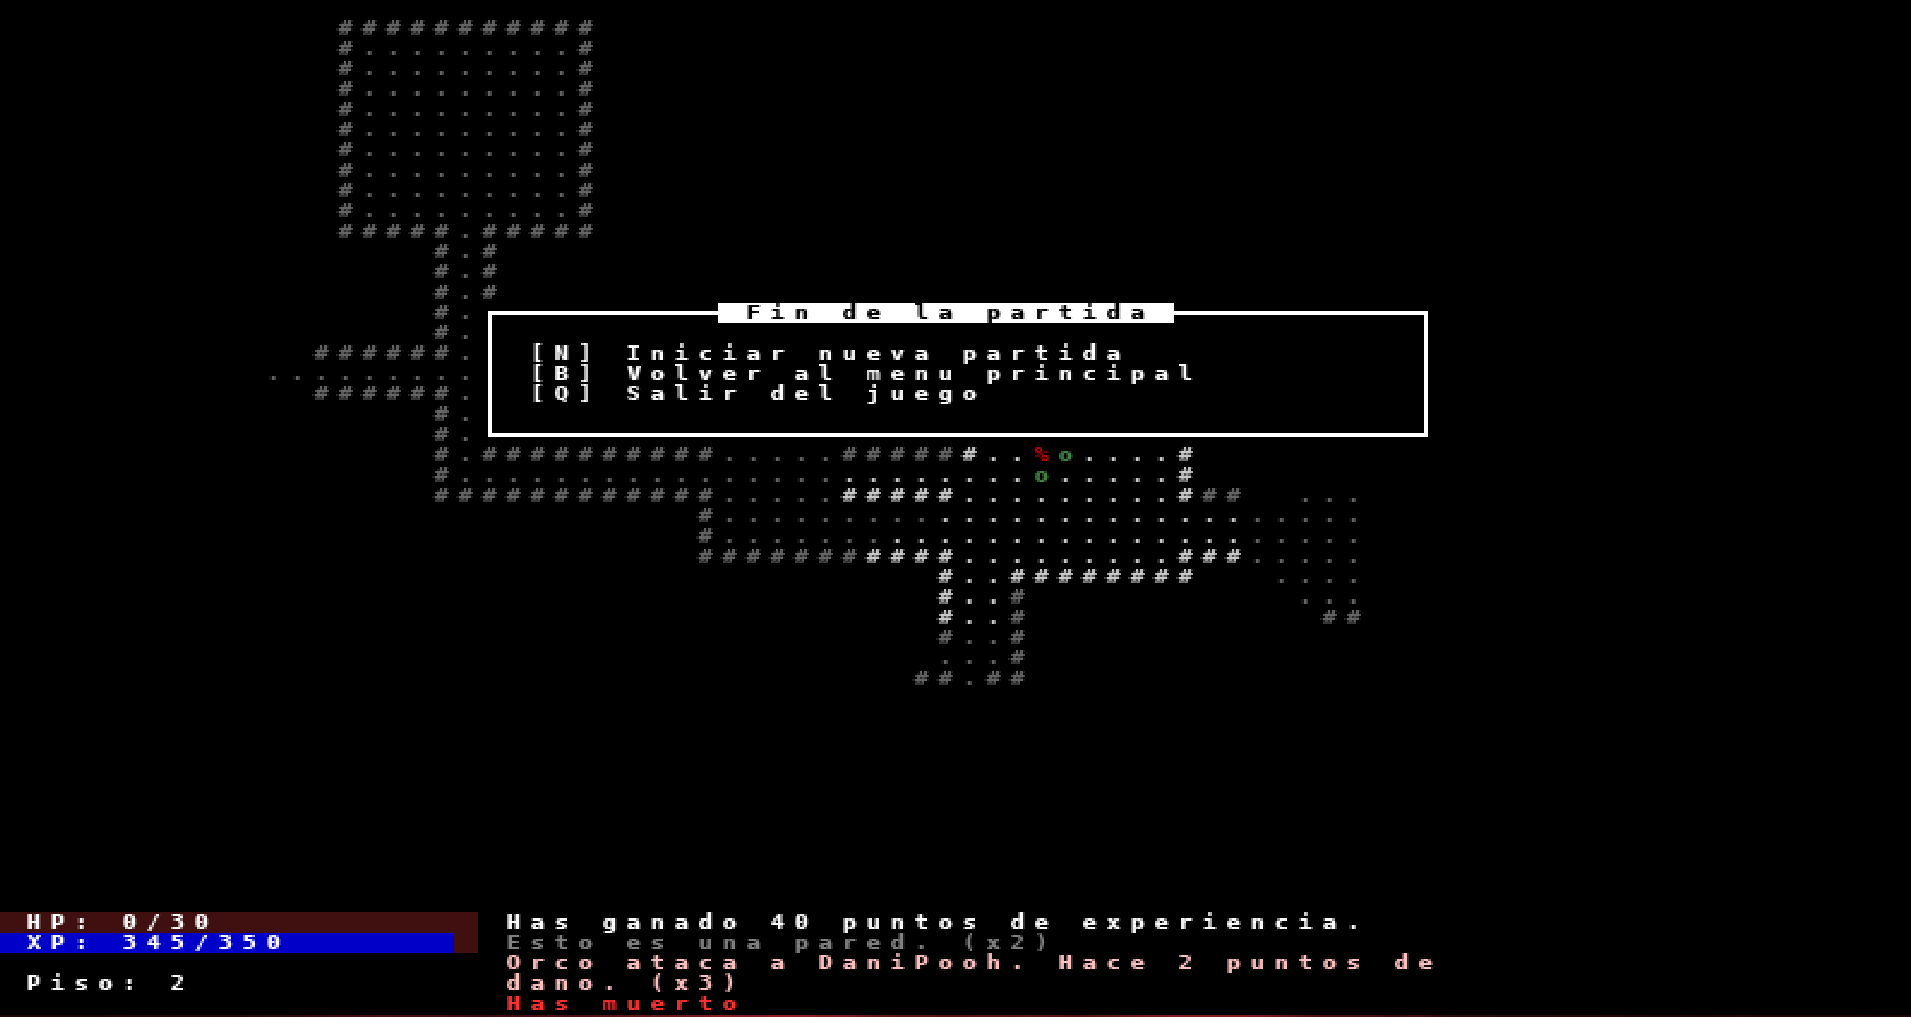 Fin de la partida
[N] Iniciar nueva partida
[B] Volver al menu principal
[Q] Salir del juego
HP: 0/30
XP: 345/350
Piso: 2
Has ganado 40 puntos de experiencia.
Esto es una pared. (x2)
Orco ataca a DaniPooh. Hace 2 puntos de
dano. (x3)
Has muerto